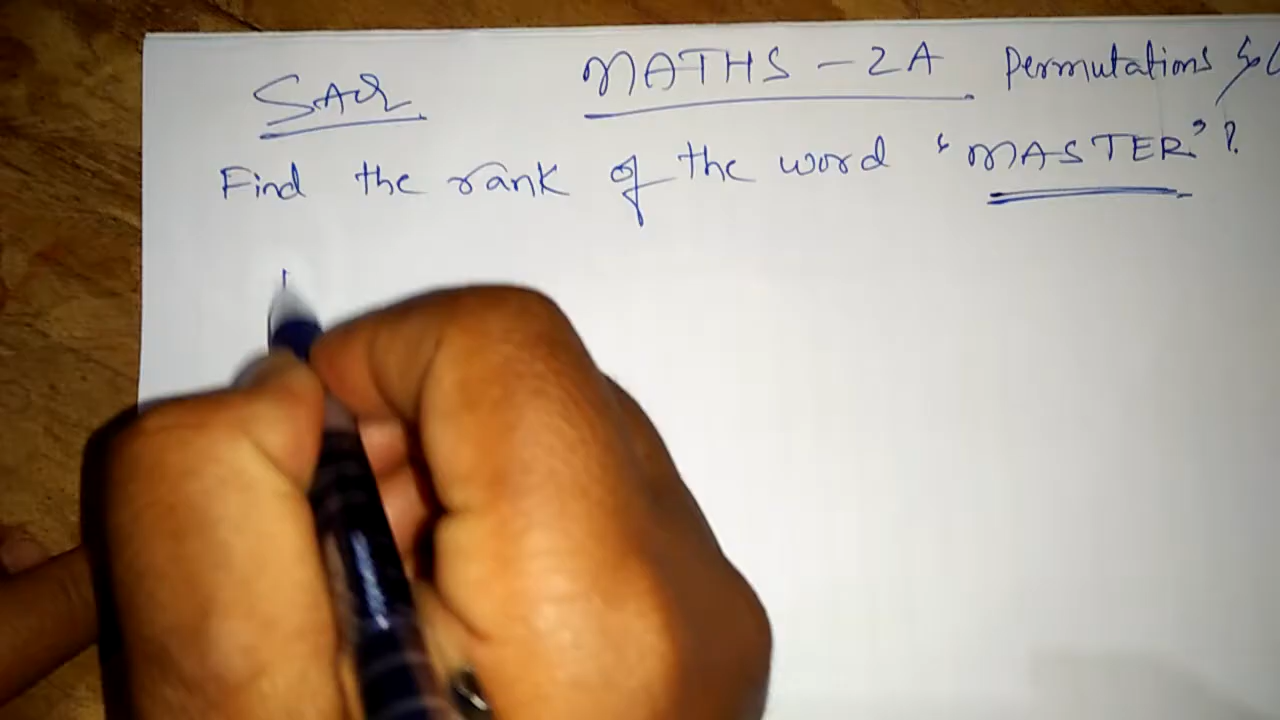 SAQ MATHS - 2A Permutations &
Find the rank of the word "MASTER"?